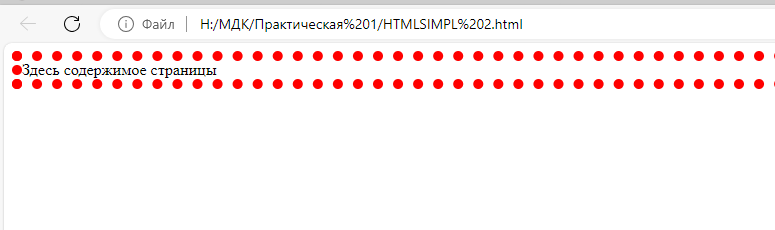 Файл H:/МДК/Практическая%201/HTMLSIMPL%202.html
Здесь содержимое страницы